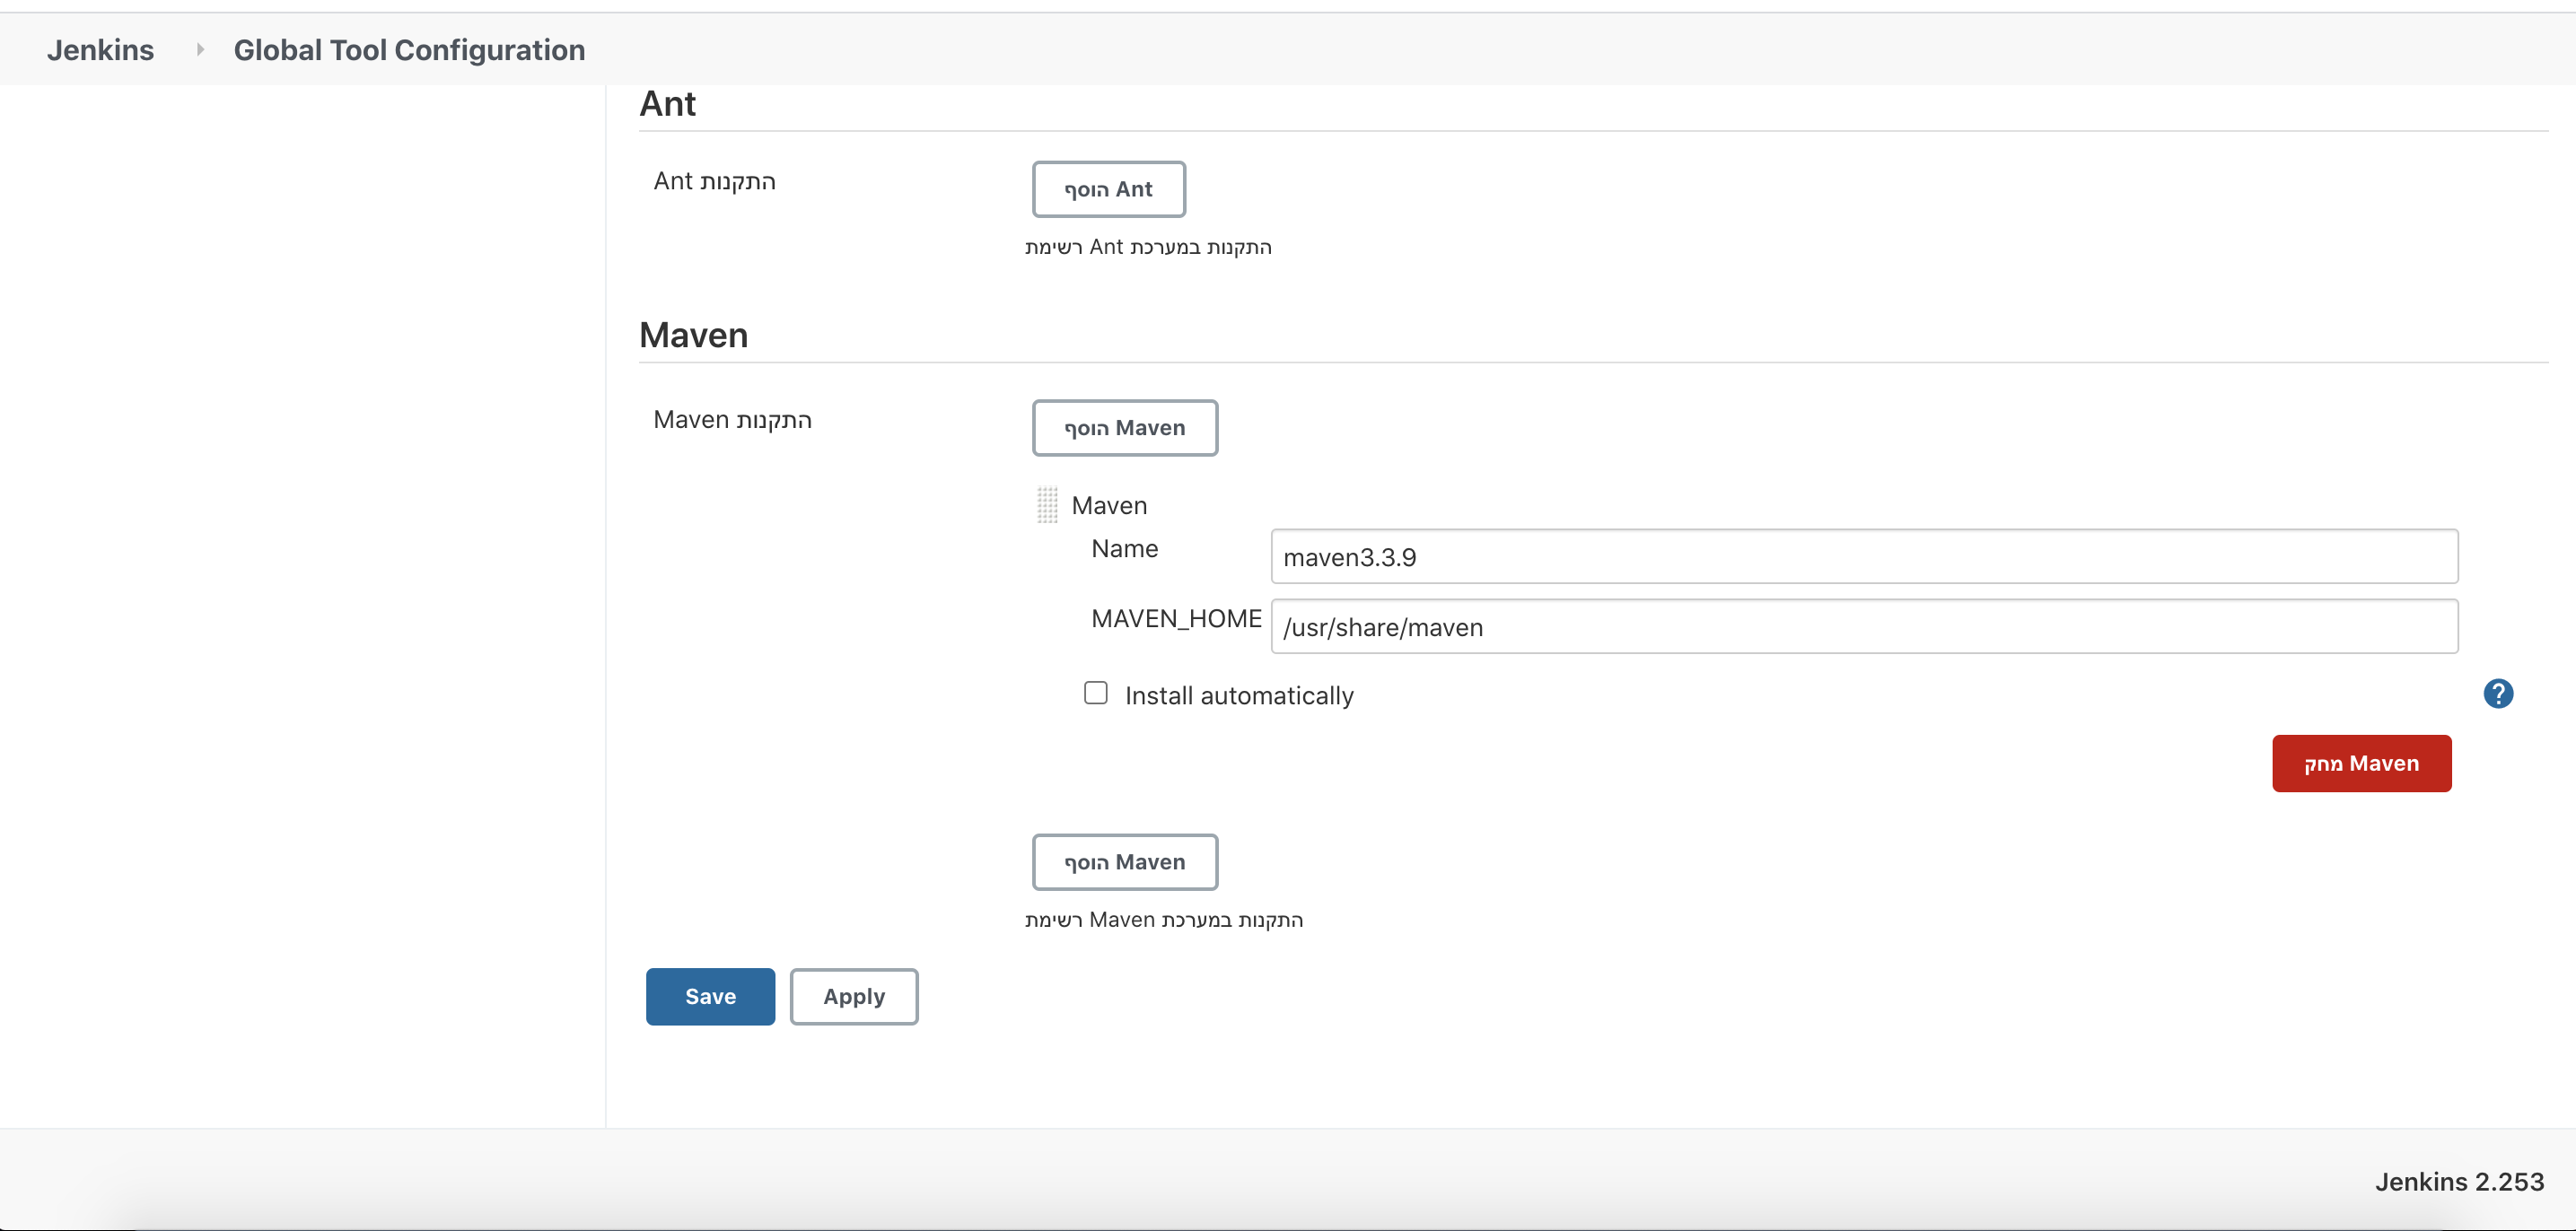 Jenkins
Global Tool Configuration
Ant
Ant התקנות
הוסף Ant
רשימת Ant התקנות במערכת
Maven
Maven התקנות
הוסף Maven
Maven
Name
maven3.3.9
MAVEN_HOME
/usr/share/maven
Install automatically
?
מחק Maven
הוסף Maven
רשימת Maven התקנות במערכת
Save
Apply
Jenkins 2.253